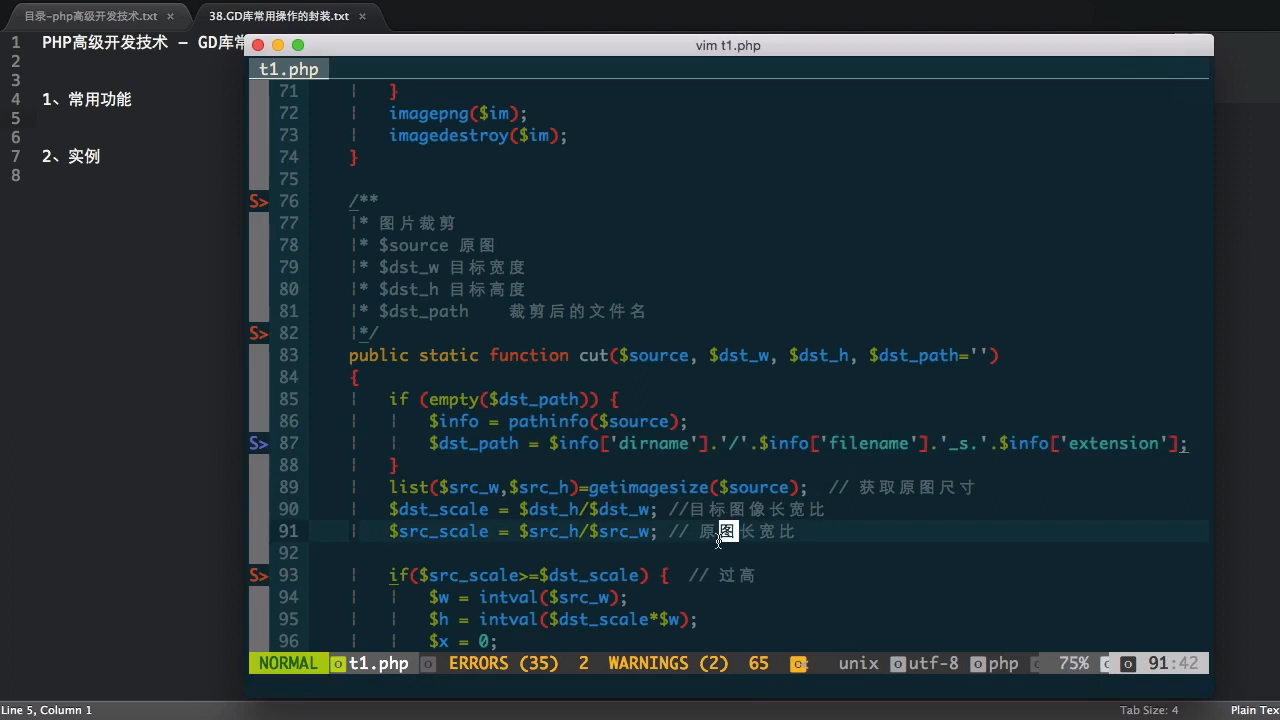 目录-php高级开发技术.txt × 38.GD库常用操作的封装.txt ×
1 PHP高级开发技术 - GD库常
2
3
4 1、常用功能
5
6
7 2、实例
8
vim t1.php
t1.php
71 }
72 imagepng($im);
73 imagedestroy($im);
74 }
75
S> 76 /**
77 |* 图片裁剪
78 |* $source 原图
79 |* $dst_w 目标宽度
80 |* $dst_h 目标高度
81 |* $dst_path 裁剪后的文件名
S> 82 |*/
83 public static function cut($source, $dst_w, $dst_h, $dst_path='')
84 {
85 if (empty($dst_path)) {
86 $info = pathinfo($source);
S> 87 $dst_path = $info['dirname'].'/'.$info['filename'].'_s.'.$info['extension'];
88 }
89 list($src_w,$src_h)=getimagesize($source); // 获取原图尺寸
90 $dst_scale = $dst_h/$dst_w; //目标图像长宽比
91 $src_scale = $src_h/$src_w; // 原图长宽比
92
S> 93 if($src_scale>=$dst_scale) { // 过高
94 $w = intval($src_w);
95 $h = intval($dst_scale*$w);
96 $x = 0;
NORMAL t1.php ERRORS (35) 2 WARNINGS (2) 65 unix utf-8 php 75% 91:42
Line 5, Column 1 Tab Size: 4 Plain Tex